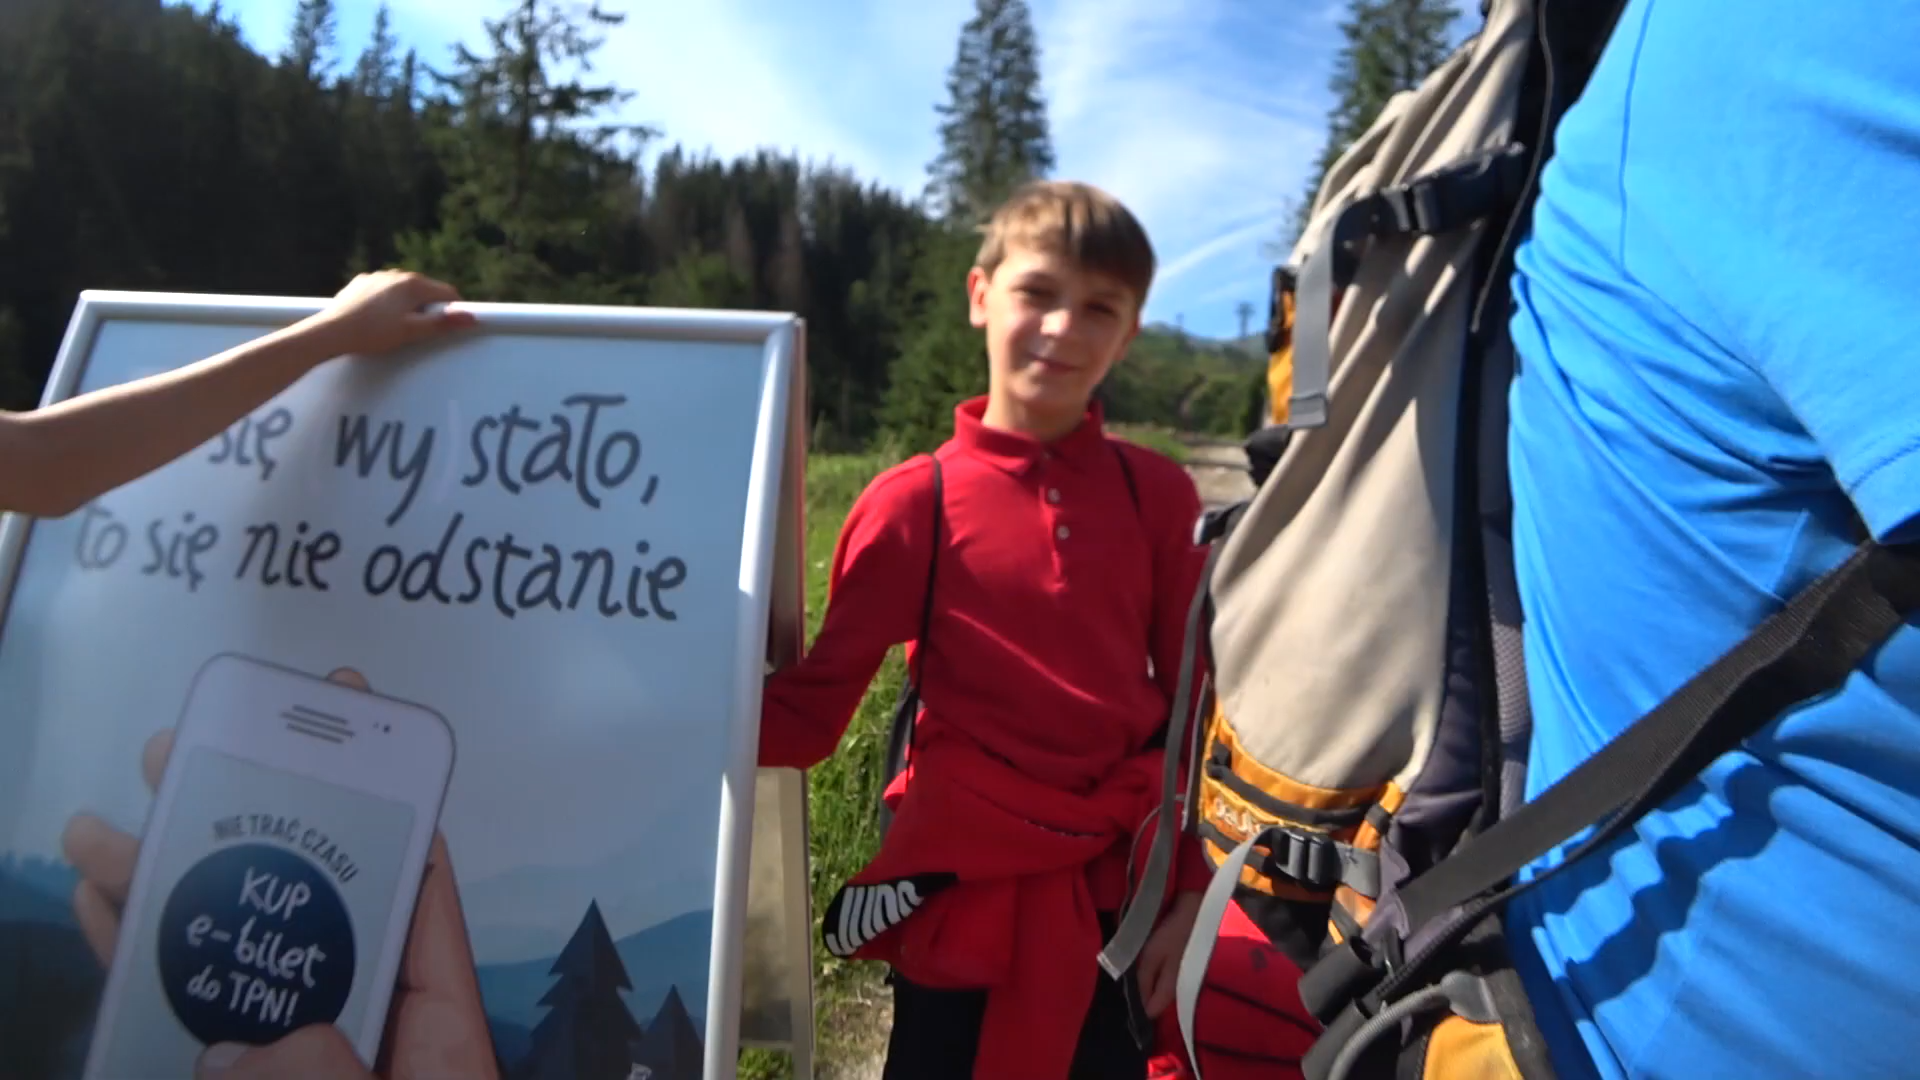 się wy stało,
to się nie odstanie
NIE TRAĆ CZASU
KUP
e-bilet
do TPN!